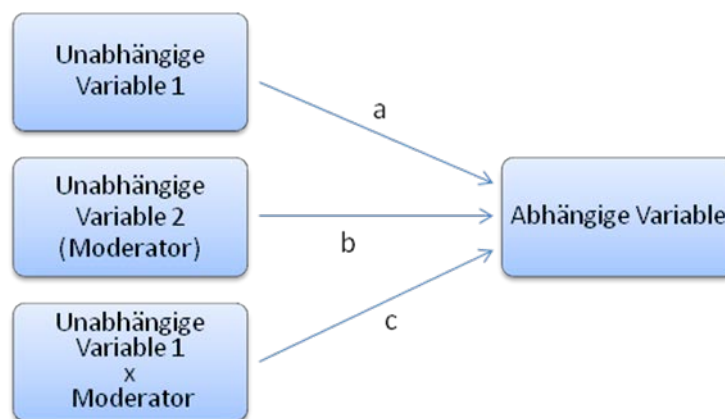 Unabhängige
Variable 1
a
Unabhängige
Variable 2
(Moderator)
b
Abhängige Variable
Unabhängige
Variable 1
x
Moderator
c